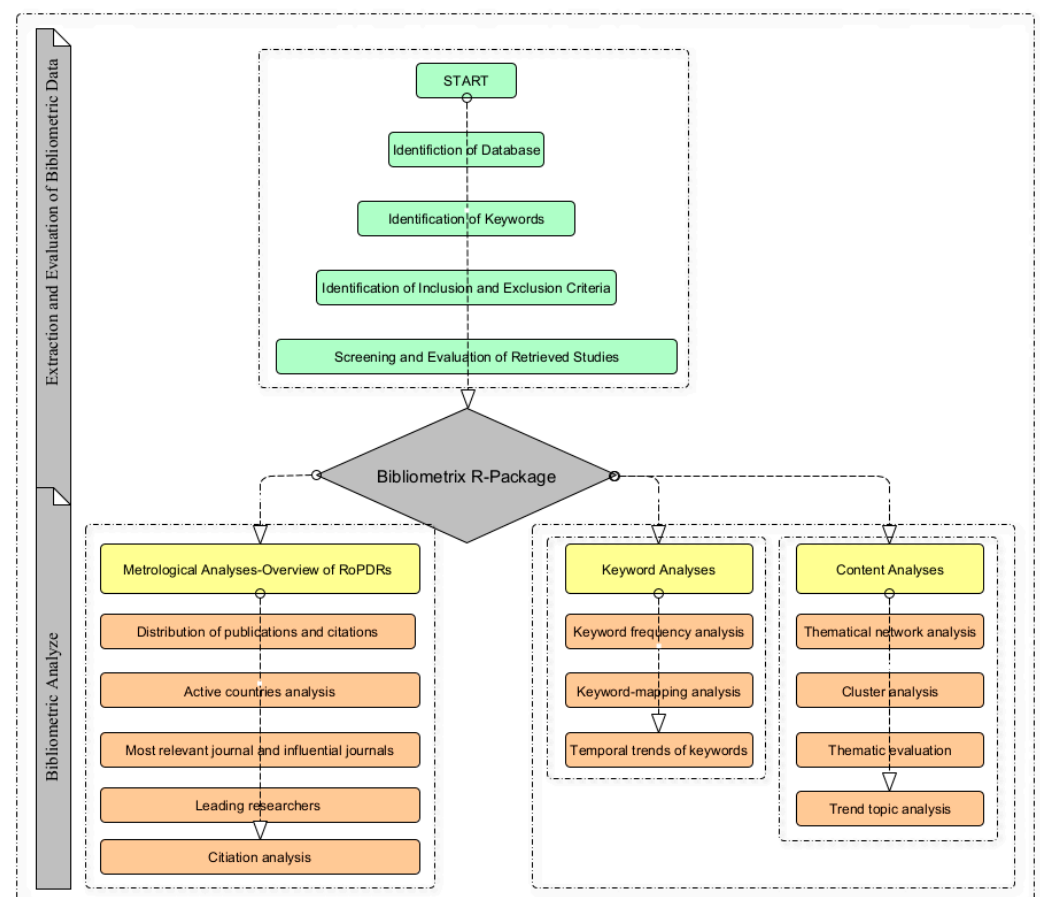 Extraction and Evaluation of Bibliometric Data
START
Identifiction of Database
Identification of Keywords
Identification of Inclusion and Exclusion Criteria
Screening and Evaluation of Retrieved Studies
Bibliometrix R-Package
Bibliometric Analyze
Metrological Analyses-Overview of RoPDRs
Distribution of publications and citations
Active countries analysis
Most relevant journal and influential journals
Leading researchers
Citiation analysis
Keyword Analyses
Keyword frequency analysis
Keyword-mapping analysis
Temporal trends of keywords
Content Analyses
Thematical network analysis
Cluster analysis
Thematic evaluation
Trend topic analysis